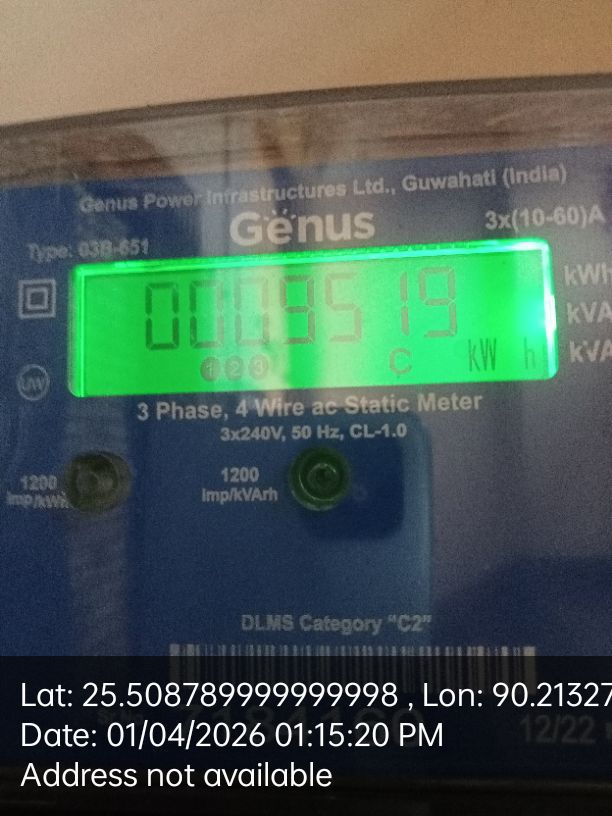 Genus Power Infrastructures Ltd., Guwahati (India)
Genus
3x(10-60)A
Type: 03B-651
0009519
kWh
kVA
kVA
1 2 3
C
kW h
UW
3 Phase, 4 Wire ac Static Meter
3x240V, 50 Hz, CL-1.0
1200
Imp/kWh
1200
Imp/kVArh
DLMS Category "C2"
12/22
Lat: 25.508789999999998 , Lon: 90.21327
Date: 01/04/2026 01:15:20 PM
Address not available